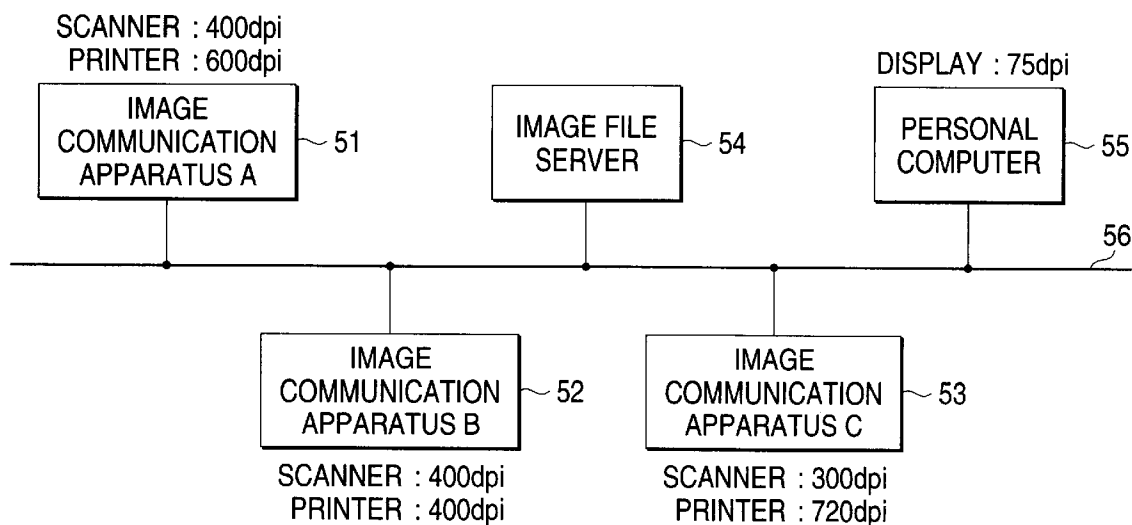 SCANNER : 400dpi
PRINTER : 600dpi
IMAGE
COMMUNICATION
APPARATUS A
51
IMAGE FILE
SERVER
54
DISPLAY : 75dpi
PERSONAL
COMPUTER
55
56
IMAGE
COMMUNICATION
APPARATUS B
52
SCANNER : 400dpi
PRINTER : 400dpi
IMAGE
COMMUNICATION
APPARATUS C
53
SCANNER : 300dpi
PRINTER : 720dpi